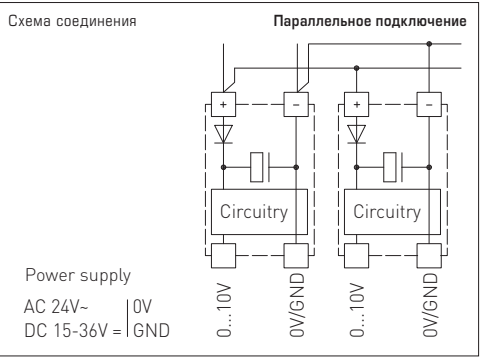 Схема соединения
Параллельное подключение
+ – + –
Circuitry Circuitry
Power supply
AC 24V~ 0V
DC 15-36V = GND
0...10V
0V/GND
0...10V
0V/GND